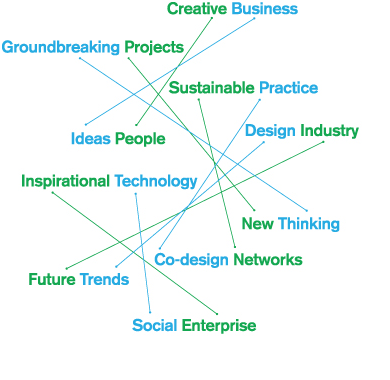 Creative Business
Groundbreaking Projects
Sustainable Practice
Design Industry
Ideas People
Inspirational Technology
New Thinking
Co-design Networks
Future Trends
Social Enterprise